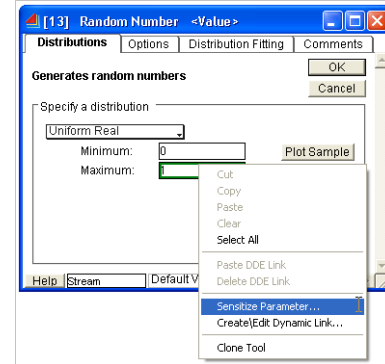 [13] Random Number <Value>
Distributions Options Distribution Fitting Comments
Generates random numbers
OK
Cancel
Specify a distribution
Uniform Real
Minimum: 0
Plot Sample
Maximum: 1
Cut
Copy
Paste
Clear
Select All
Paste DDE Link
Delete DDE Link
Sensitize Parameter...
Create\Edit Dynamic Link...
Clone Tool
Help Stream Default V